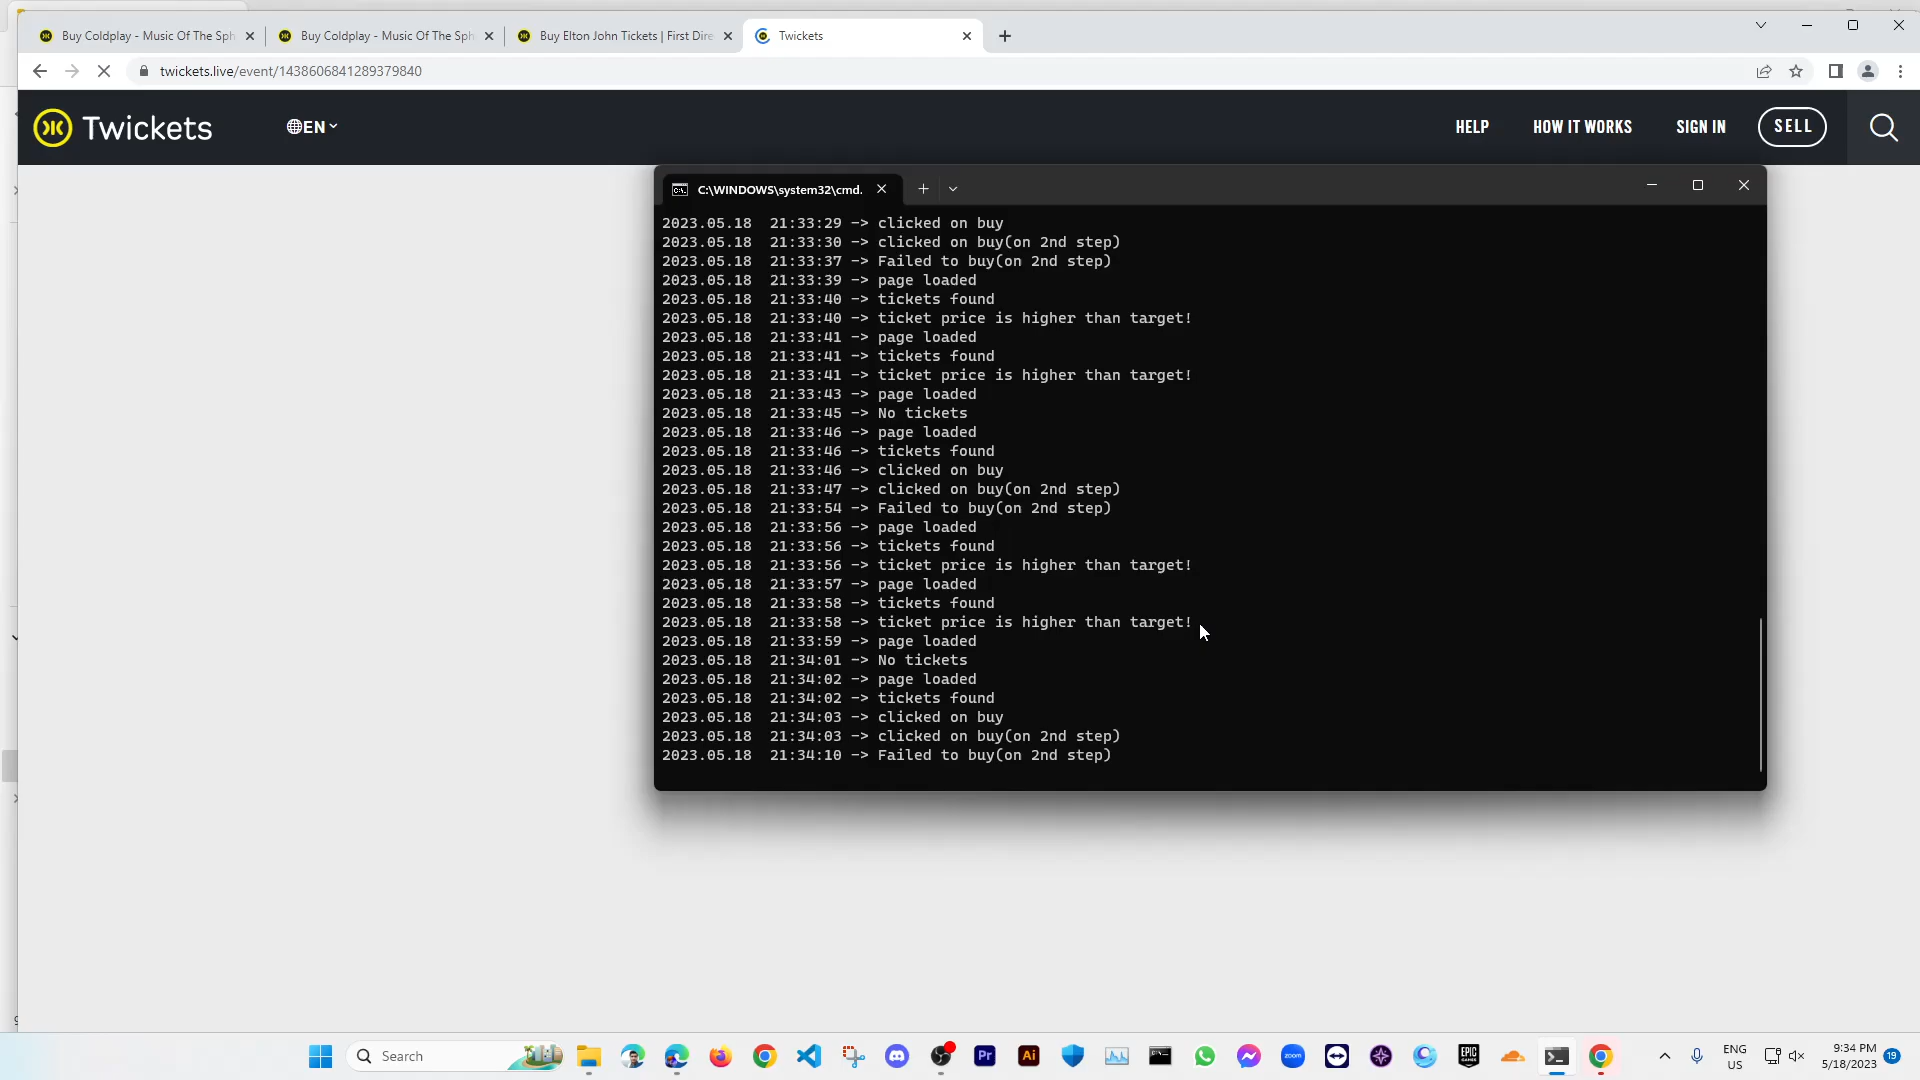 Buy Coldplay - Music Of The Sph
Buy Coldplay - Music Of The Sph
Buy Elton John Tickets | First Dire
Twickets
twickets.live/event/1438606841289379840
Twickets
EN
HELP
HOW IT WORKS
SIGN IN
SELL
C:\WINDOWS\system32\cmd.
2023.05.18  21:33:29 -> clicked on buy
2023.05.18  21:33:30 -> clicked on buy(on 2nd step)
2023.05.18  21:33:37 -> Failed to buy(on 2nd step)
2023.05.18  21:33:39 -> page loaded
2023.05.18  21:33:40 -> tickets found
2023.05.18  21:33:40 -> ticket price is higher than target!
2023.05.18  21:33:41 -> page loaded
2023.05.18  21:33:41 -> tickets found
2023.05.18  21:33:41 -> ticket price is higher than target!
2023.05.18  21:33:43 -> page loaded
2023.05.18  21:33:45 -> No tickets
2023.05.18  21:33:46 -> page loaded
2023.05.18  21:33:46 -> tickets found
2023.05.18  21:33:46 -> clicked on buy
2023.05.18  21:33:47 -> clicked on buy(on 2nd step)
2023.05.18  21:33:54 -> Failed to buy(on 2nd step)
2023.05.18  21:33:56 -> page loaded
2023.05.18  21:33:56 -> tickets found
2023.05.18  21:33:56 -> ticket price is higher than target!
2023.05.18  21:33:57 -> page loaded
2023.05.18  21:33:58 -> tickets found
2023.05.18  21:33:58 -> ticket price is higher than target!
2023.05.18  21:33:59 -> page loaded
2023.05.18  21:34:01 -> No tickets
2023.05.18  21:34:02 -> page loaded
2023.05.18  21:34:02 -> tickets found
2023.05.18  21:34:03 -> clicked on buy
2023.05.18  21:34:03 -> clicked on buy(on 2nd step)
2023.05.18  21:34:10 -> Failed to buy(on 2nd step)
Search
Pr
Ai
zoom
EPIC GAMES
ENG
US
9:34 PM
5/18/2023
19